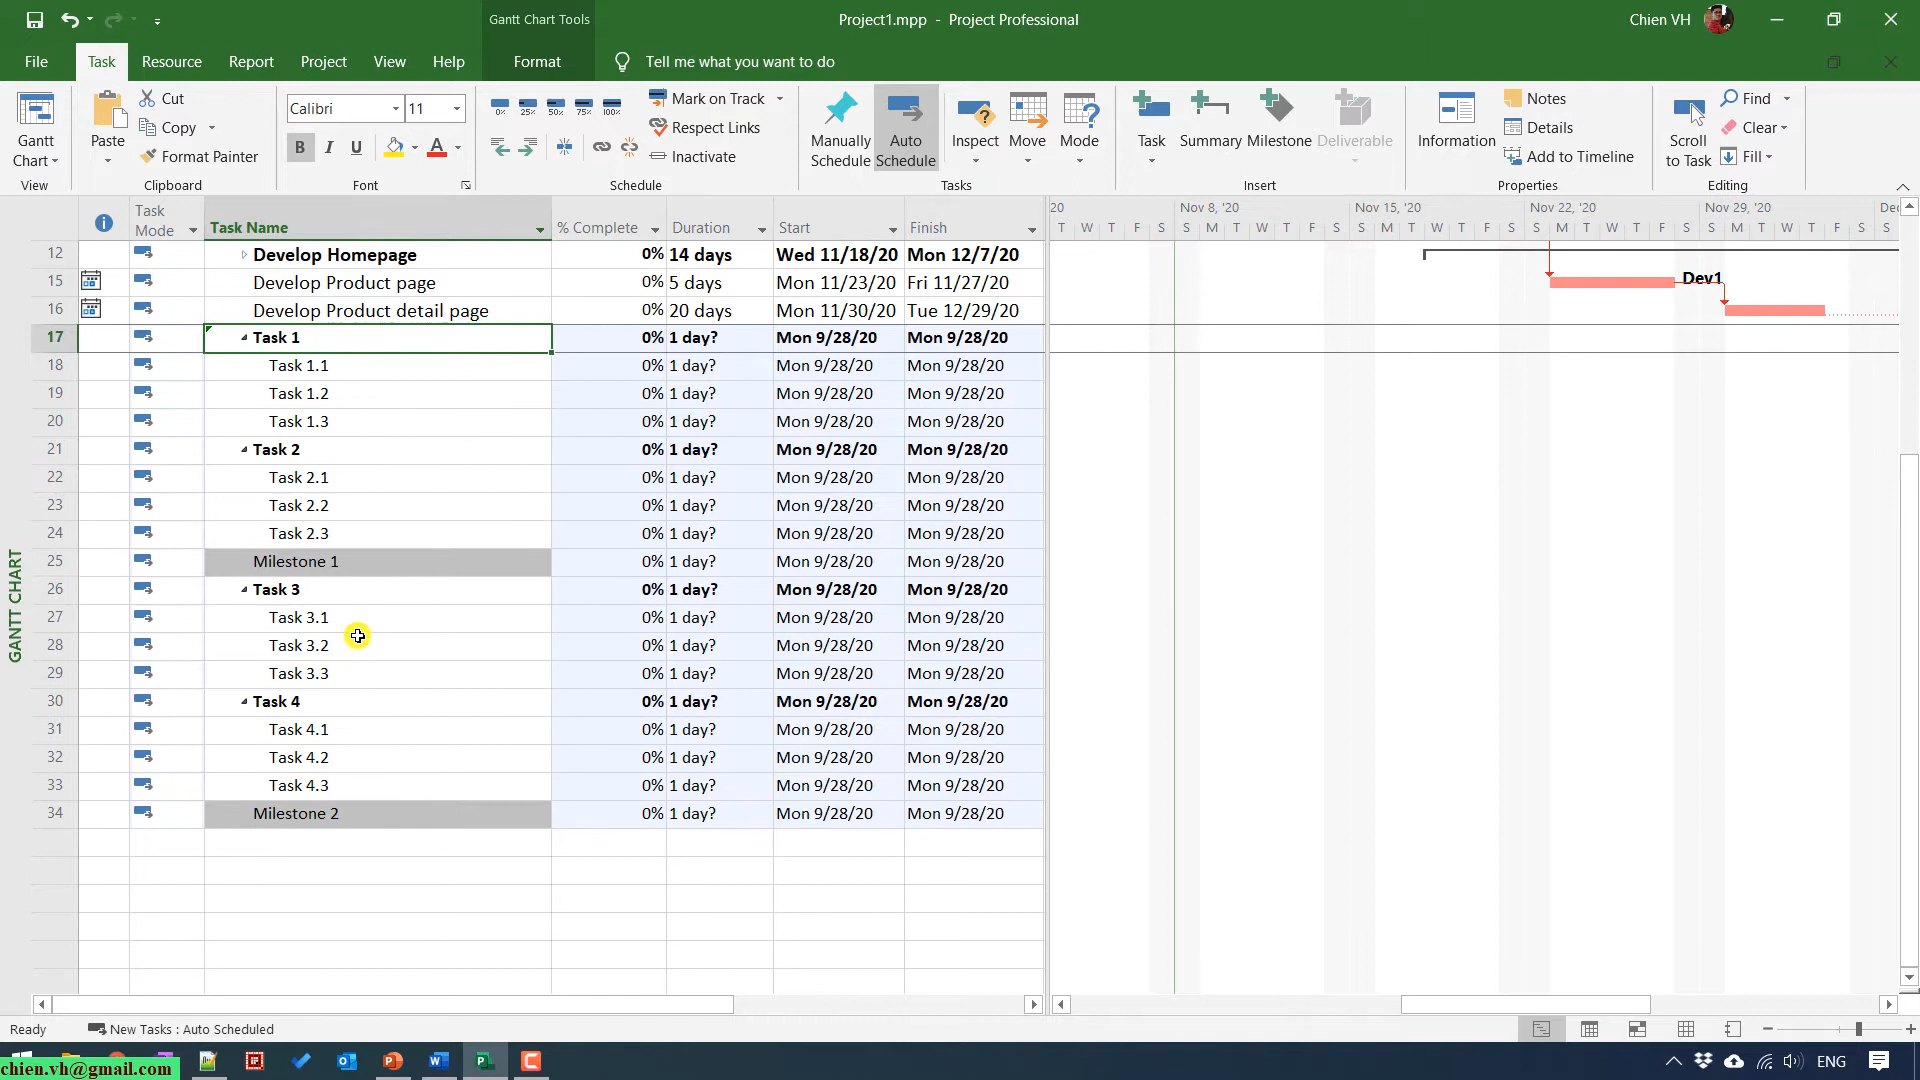 Gantt Chart Tools
Project1.mpp - Project Professional
Chien VH
File
Task
Resource
Report
Project
View
Help
Format
Tell me what you want to do
Gantt Chart
Paste
Cut
Copy
Format Painter
Calibri
11
B I U A
0% 25% 50% 75% 100%
Mark on Track
Respect Links
Inactivate
Manually Schedule
Auto Schedule
Inspect
Move
Mode
Task
Summary
Milestone
Deliverable
Information
Notes
Details
Add to Timeline
Scroll to Task
Find
Clear
Fill
View
Clipboard
Font
Schedule
Tasks
Insert
Properties
Editing
Task Mode
Task Name
% Complete
Duration
Start
Finish
20
Nov 8, '20
Nov 15, '20
Nov 22, '20
Nov 29, '20
T W T F S S M T W T F S S M T W T F S S M T W T F S S M T W T F S
12 Develop Homepage 0% 14 days Wed 11/18/20 Mon 12/7/20
15 Develop Product page 0% 5 days Mon 11/23/20 Fri 11/27/20
Dev1
16 Develop Product detail page 0% 20 days Mon 11/30/20 Tue 12/29/20
17 Task 1 0% 1 day? Mon 9/28/20 Mon 9/28/20
18 Task 1.1 0% 1 day? Mon 9/28/20 Mon 9/28/20
19 Task 1.2 0% 1 day? Mon 9/28/20 Mon 9/28/20
20 Task 1.3 0% 1 day? Mon 9/28/20 Mon 9/28/20
21 Task 2 0% 1 day? Mon 9/28/20 Mon 9/28/20
22 Task 2.1 0% 1 day? Mon 9/28/20 Mon 9/28/20
23 Task 2.2 0% 1 day? Mon 9/28/20 Mon 9/28/20
24 Task 2.3 0% 1 day? Mon 9/28/20 Mon 9/28/20
25 Milestone 1 0% 1 day? Mon 9/28/20 Mon 9/28/20
26 Task 3 0% 1 day? Mon 9/28/20 Mon 9/28/20
27 Task 3.1 0% 1 day? Mon 9/28/20 Mon 9/28/20
28 Task 3.2 0% 1 day? Mon 9/28/20 Mon 9/28/20
29 Task 3.3 0% 1 day? Mon 9/28/20 Mon 9/28/20
30 Task 4 0% 1 day? Mon 9/28/20 Mon 9/28/20
31 Task 4.1 0% 1 day? Mon 9/28/20 Mon 9/28/20
32 Task 4.2 0% 1 day? Mon 9/28/20 Mon 9/28/20
33 Task 4.3 0% 1 day? Mon 9/28/20 Mon 9/28/20
34 Milestone 2 0% 1 day? Mon 9/28/20 Mon 9/28/20
GANTT CHART
Ready
New Tasks : Auto Scheduled
chien.vh@gmail.com
ENG